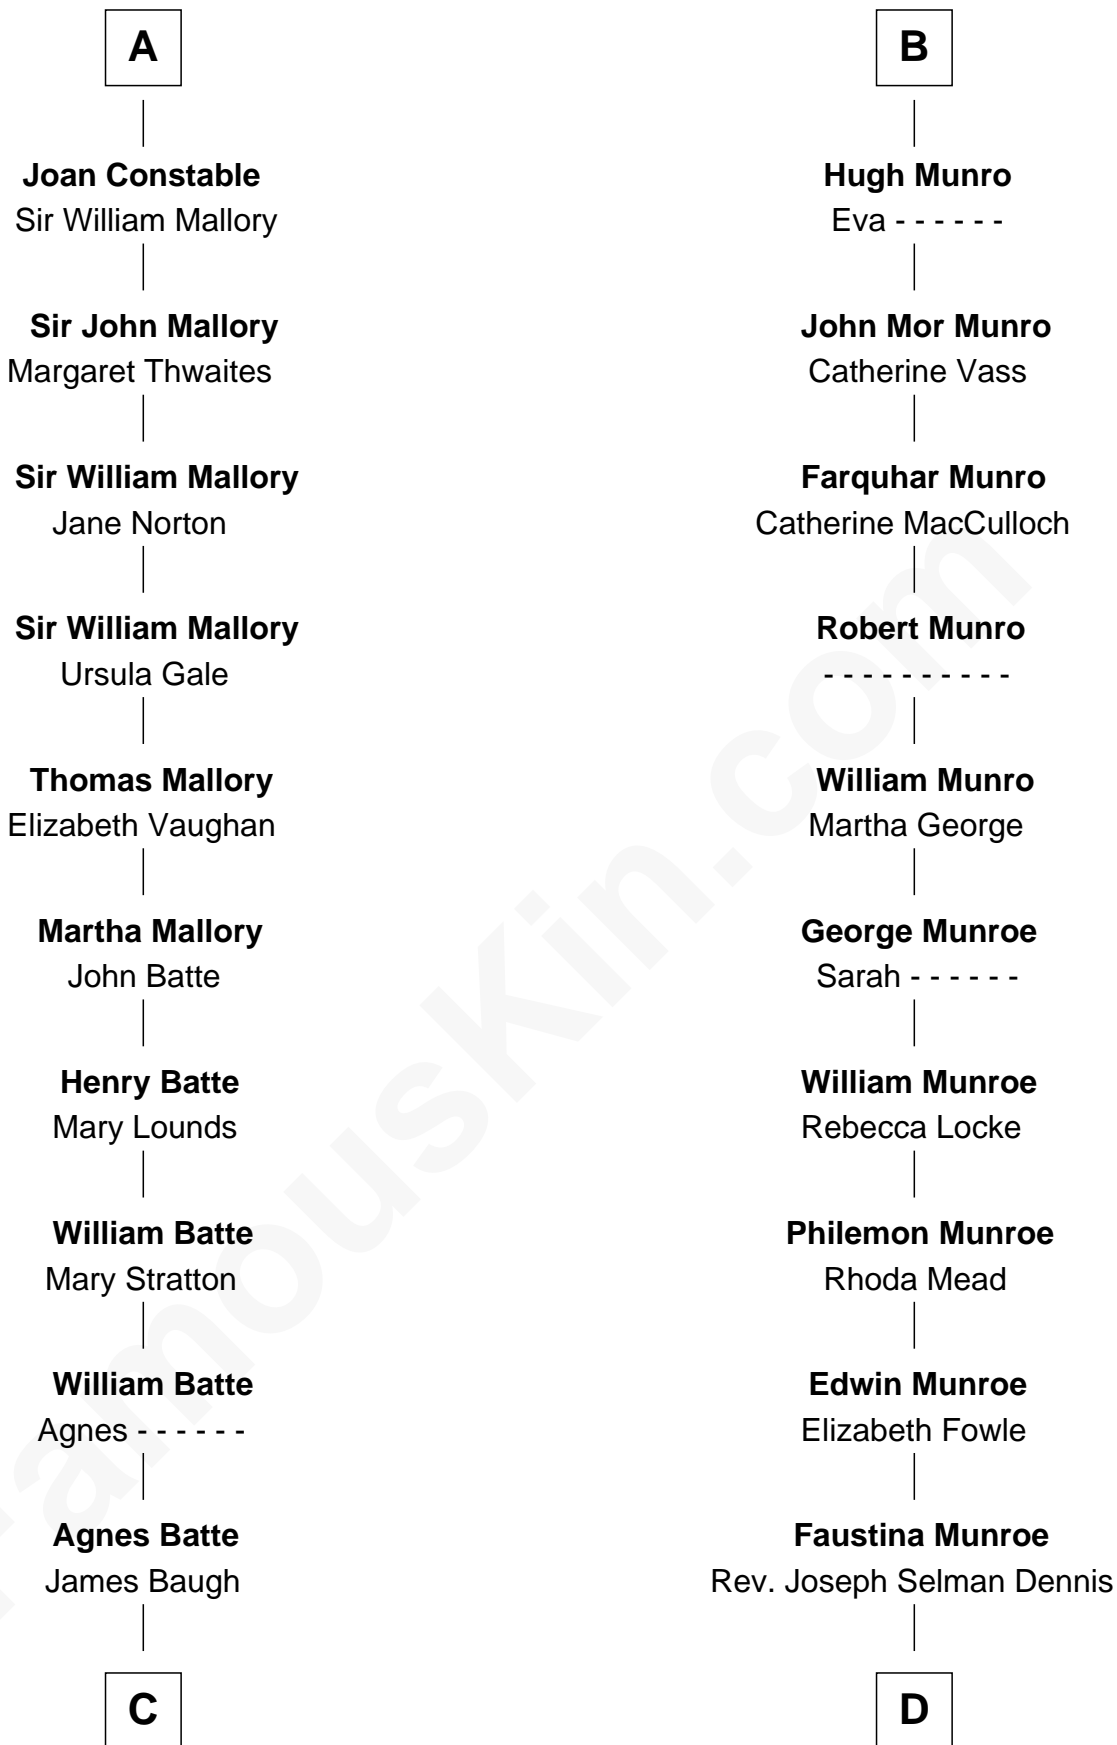 A
Joan Constable
Sir William Mallory
Sir John Mallory
Margaret Thwaites
Sir William Mallory
Jane Norton
Sir William Mallory
Ursula Gale
Thomas Mallory
Elizabeth Vaughan
Martha Mallory
John Batte
Henry Batte
Mary Lounds
William Batte
Mary Stratton
William Batte
Agnes - - - - - -
Agnes Batte
James Baugh
C
B
Hugh Munro
Eva - - - - - -
John Mor Munro
Catherine Vass
Farquhar Munro
Catherine MacCulloch
Robert Munro
- - - - - - - - - -
William Munro
Martha George
George Munroe
Sarah - - - - - -
William Munroe
Rebecca Locke
Philemon Munroe
Rhoda Mead
Edwin Munroe
Elizabeth Fowle
Faustina Munroe
Rev. Joseph Selman Dennis
D
FamousKin.com